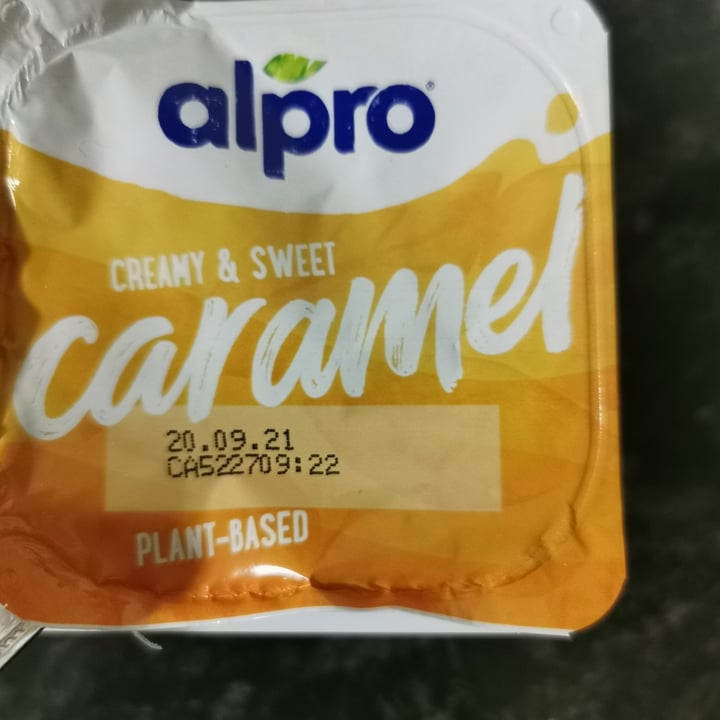 alpro®
CREAMY & SWEET
caramel
20.09.21
CA522709:22
PLANT-BASED